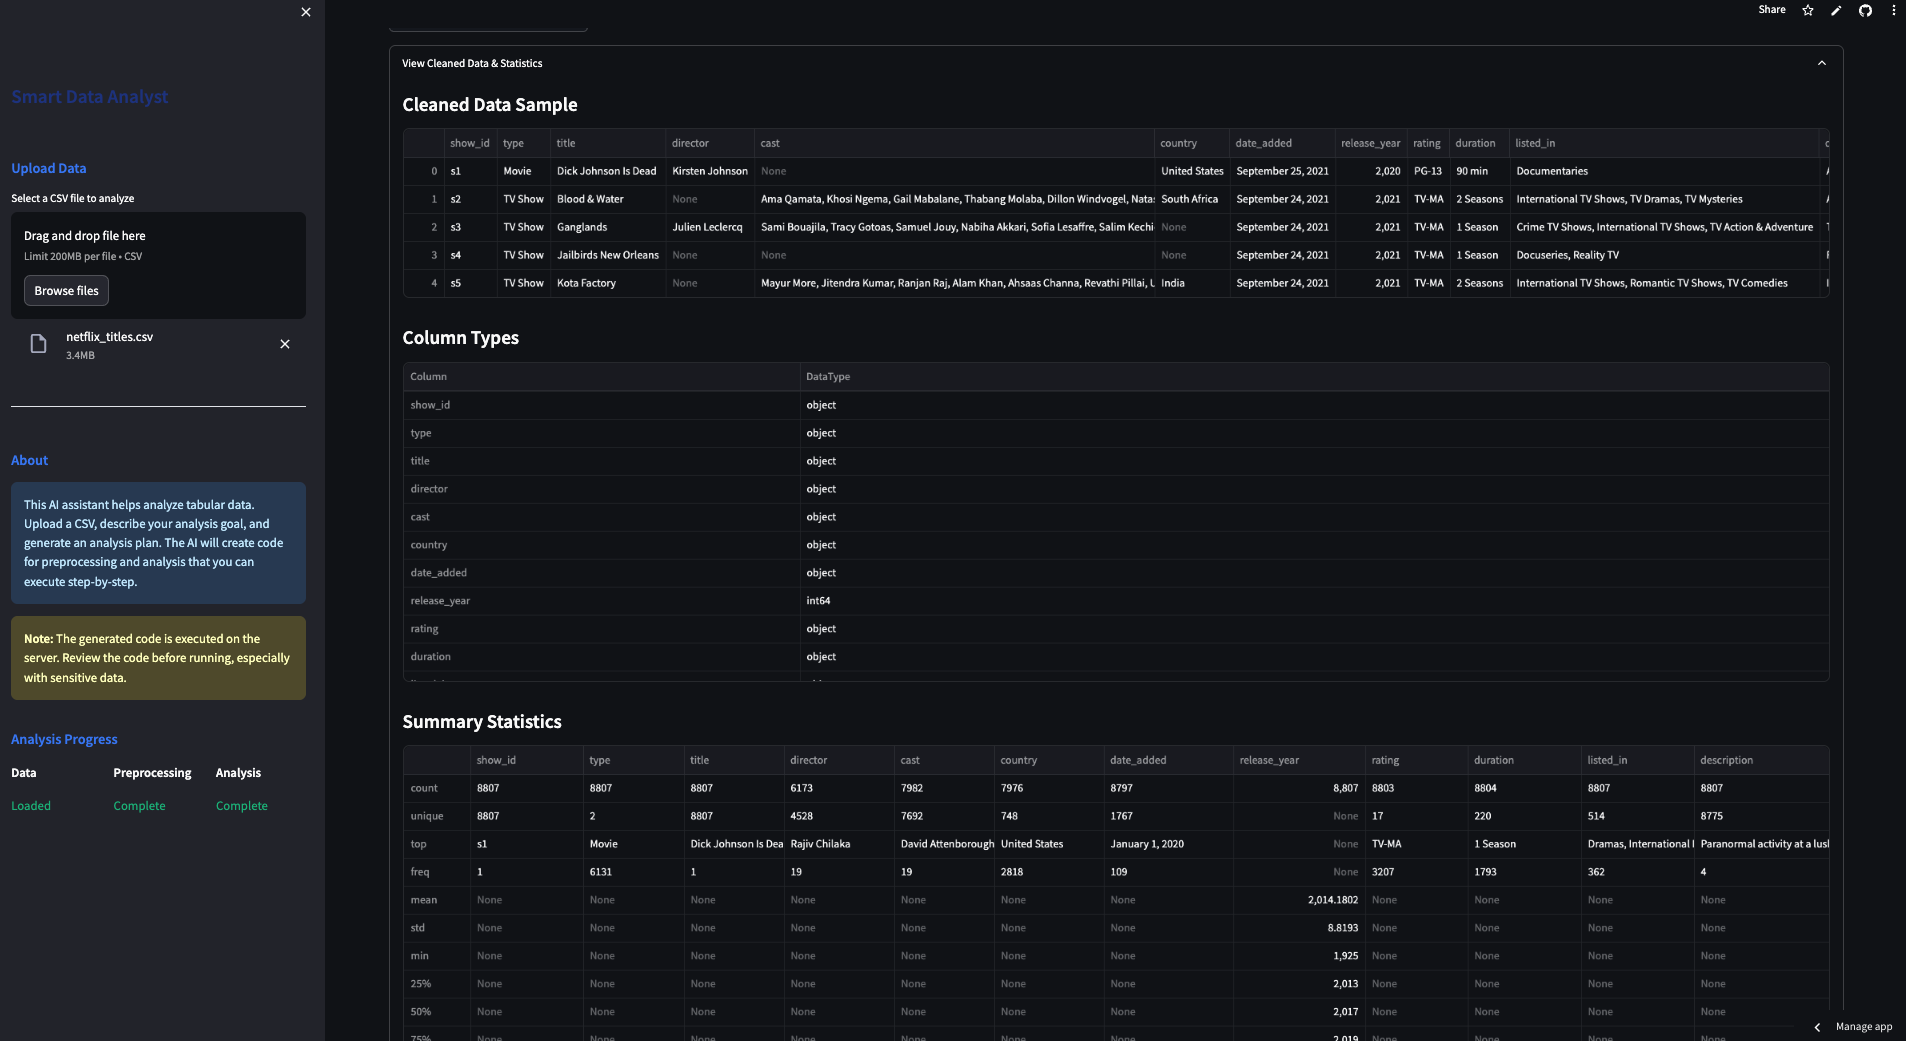 Share
Smart Data Analyst
Upload Data
Select a CSV file to analyze
Drag and drop file here
Limit 200MB per file • CSV
Browse files
netflix_titles.csv
3.4MB
About
This AI assistant helps analyze tabular data.
Upload a CSV, describe your analysis goal, and
generate an analysis plan. The AI will create code
for preprocessing and analysis that you can
execute step-by-step.
Note: The generated code is executed on the
server. Review the code before running, especially
with sensitive data.
Analysis Progress
Data Preprocessing Analysis
Loaded Complete Complete
View Cleaned Data & Statistics
Cleaned Data Sample
show_id type title director cast country date_added release_year rating duration listed_in
0 s1 Movie Dick Johnson Is Dead Kirsten Johnson None United States September 25, 2021 2,020 PG-13 90 min Documentaries
1 s2 TV Show Blood & Water None Ama Qamata, Khosi Ngema, Gail Mabalane, Thabang Molaba, Dillon Windvogel, Natas South Africa September 24, 2021 2,021 TV-MA 2 Seasons International TV Shows, TV Dramas, TV Mysteries
2 s3 TV Show Ganglands Julien Leclercq Sami Bouajila, Tracy Gotoas, Samuel Jouy, Nabiha Akkari, Sofia Lesaffre, Salim Kechi None September 24, 2021 2,021 TV-MA 1 Season Crime TV Shows, International TV Shows, TV Action & Adventure
3 s4 TV Show Jailbirds New Orleans None None None September 24, 2021 2,021 TV-MA 1 Season Docuseries, Reality TV
4 s5 TV Show Kota Factory None Mayur More, Jitendra Kumar, Ranjan Raj, Alam Khan, Ahsaas Channa, Revathi Pillai, U India September 24, 2021 2,021 TV-MA 2 Seasons International TV Shows, Romantic TV Shows, TV Comedies
Column Types
Column DataType
show_id object
type object
title object
director object
cast object
country object
date_added object
release_year int64
rating object
duration object
Summary Statistics
show_id type title director cast country date_added release_year rating duration listed_in description
count 8807 8807 8807 6173 7982 7976 8797 8,807 8803 8804 8807 8807
unique 8807 2 8807 4528 7692 748 1767 None 17 220 514 8775
top s1 Movie Dick Johnson Is Dea Rajiv Chilaka David Attenborough United States January 1, 2020 None TV-MA 1 Season Dramas, International Paranormal activity at a lus
freq 1 6131 1 19 19 2818 109 None 3207 1793 362 4
mean None None None None None None None 2,014.1802 None None None None
std None None None None None None None 8.8193 None None None None
min None None None None None None None 1,925 None None None None
25% None None None None None None None 2,013 None None None None
50% None None None None None None None 2,017 None None None None
75% None None None None None None None 2,019 None None None None
Manage app